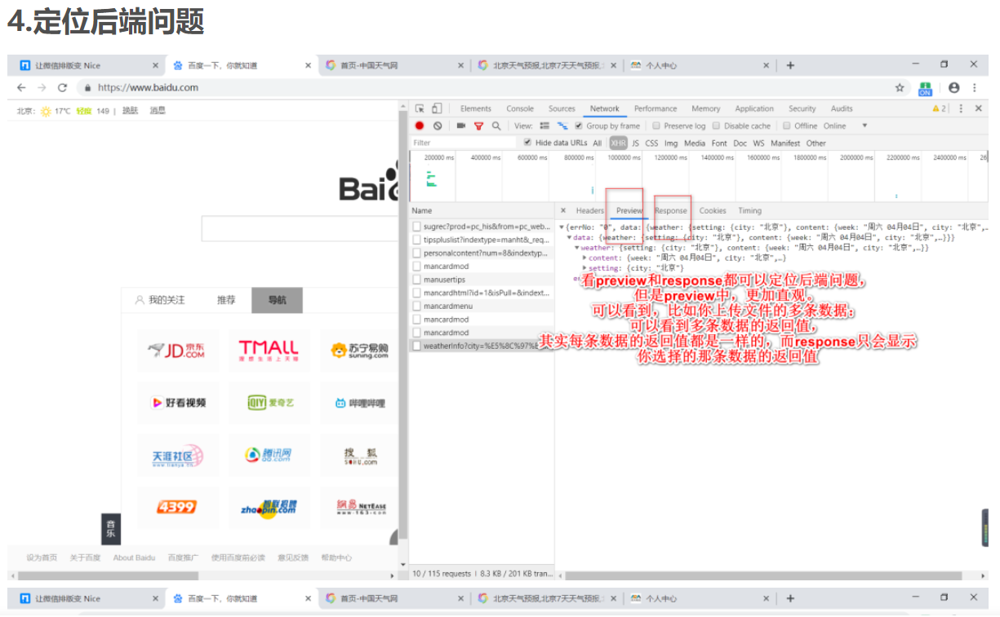 4.定位后端问题
让微信排版变 Nice
百度一下，你就知道
首页-中国天气网
北京天气预报,北京7天天气预报,
个人中心
https://www.baidu.com
ON
北京: 17℃ 轻度 149 | 换肤 消息
Elements Console Sources Network Performance Memory Application Security Audits 2
View: Group by frame Preserve log Disable cache Offline Online
Filter Hide data URLs All XHR JS CSS Img Media Font Doc WS Manifest Other
200000 ms 400000 ms 600000 ms 800000 ms 1000000 ms 1200000 ms 1400000 ms 1600000 ms 1800000 ms 2000000 ms 2200000 ms 2400000 ms 26
Bai
Name
Headers Preview Response Cookies Timing
sugrec?prod=pc_his&from=pc_web...
tipspluslist?indextype=manht&_req...
personalcontent?num=8&indextyp...
mancardmod
manusertips
mancardhtml?id=1&isPull=&indext...
mancardmenu
mancardmod
mancardmod
weatherInfo?city=%E5%8C%97%
{errNo: "0", data: {weather: {setting: {city: "北京"}, content: {week: "周六 04月04日", city: "北京",…
data: {weather: {setting: {city: "北京"}, content: {week: "周六 04月04日", city: "北京",…}}}
weather: {setting: {city: "北京"}, content: {week: "周六 04月04日", city: "北京",…}}
content: {week: "周六 04月04日", city: "北京",…}
setting: {city: "北京"}
看preview和response都可以定位后端问题，
但是preview中，更加直观。
可以看到，比如你上传文件的多条数据；
可以看到多条数据的返回值，
其实每条数据的返回值都是一样的，而response只会显示
你选择的那条数据的返回值
我的关注 推荐 导航
JD京东
JD.COM
TMALL
理想生活上天猫
苏宁易购
suning.com
好看视频
iQIY 爱奇艺
哔哩哔哩
天涯社区
www.tianya.cn
腾讯网
QQ.com
搜狐
SOHU.com
4399
智联招聘
zhaopin.com
網易 NETEASE
www.163.com
音乐
设为首页 关于百度 About Baidu 百度推广 使用百度前必读 意见反馈 帮助中心
10 / 115 requests | 8.3 KB / 201 KB tran...
让微信排版变 Nice
百度一下，你就知道
首页-中国天气网
北京天气预报,北京7天天气预报,
个人中心